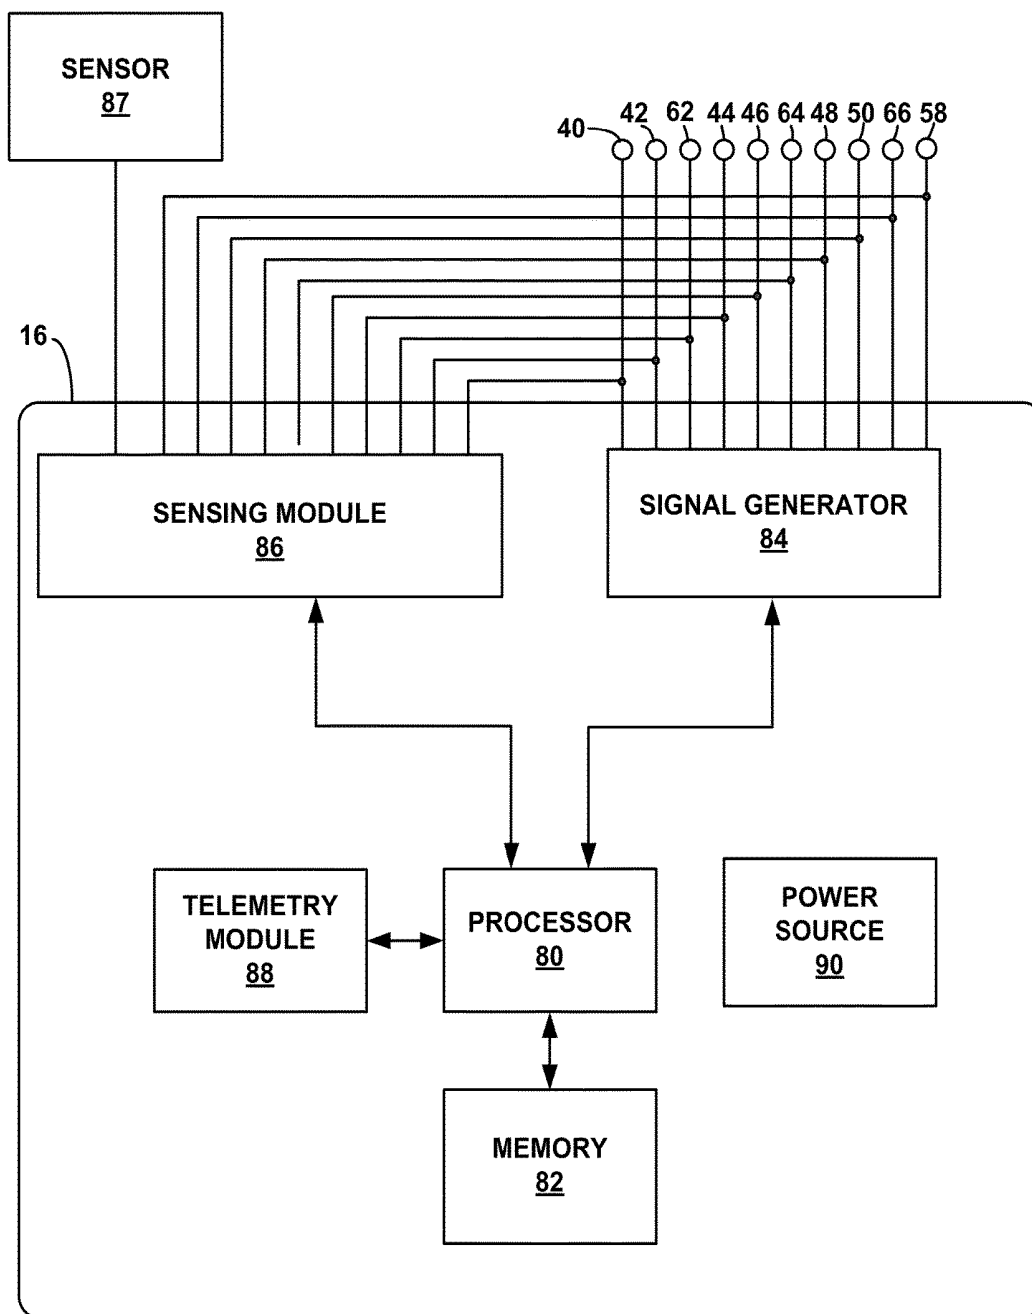 SENSOR
87
40
42
62
44
46
64
48
50
66
58
16
SENSING MODULE
86
SIGNAL GENERATOR
84
TELEMETRY
MODULE
88
PROCESSOR
80
POWER
SOURCE
90
MEMORY
82